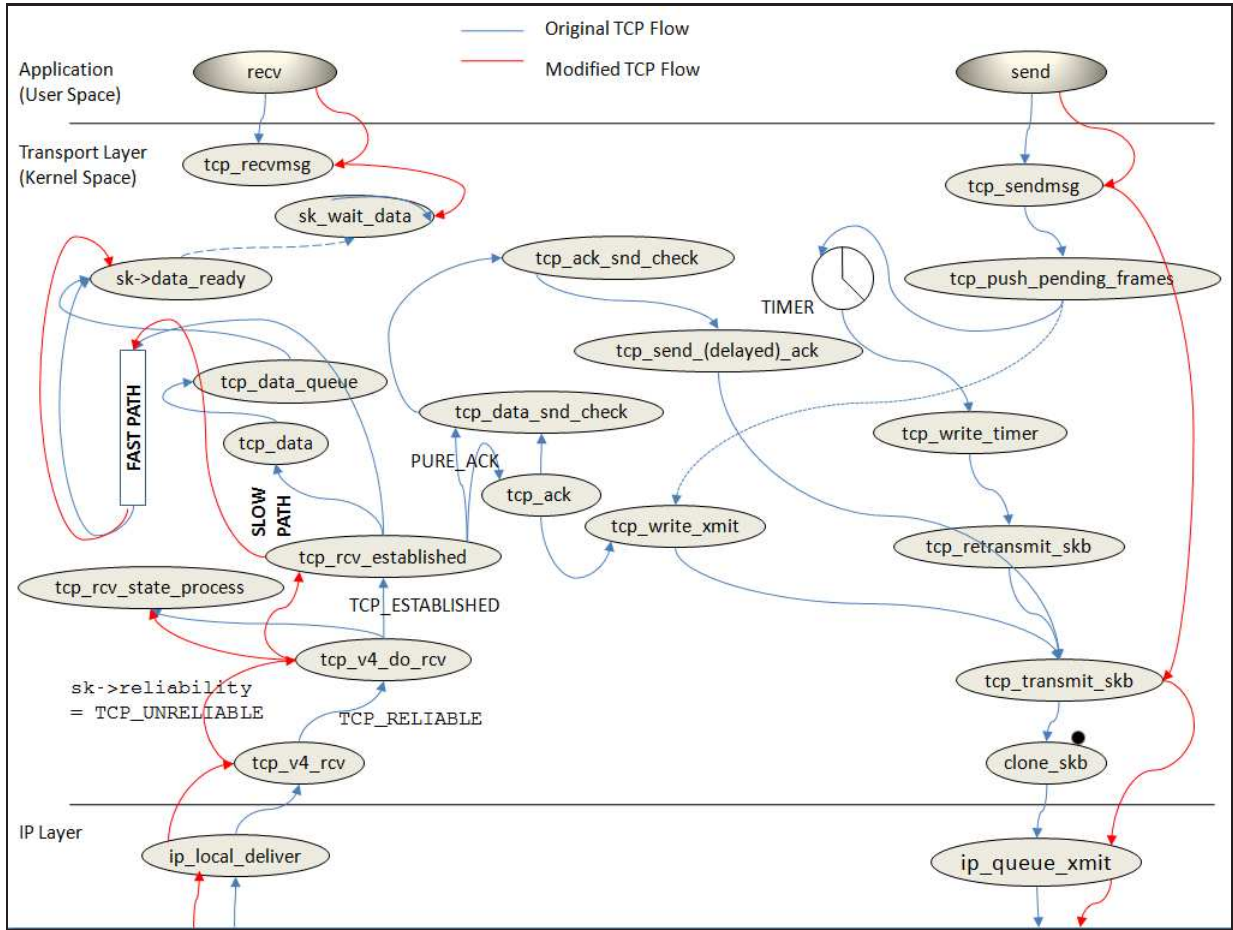 Original TCP Flow
Modified TCP Flow
Application
(User Space)
recv
send
Transport Layer
(Kernel Space)
tcp_recvmsg
tcp_sendmsg
sk_wait_data
tcp_ack_snd_check
sk->data_ready
tcp_push_pending_frames
TIMER
tcp_send_(delayed)_ack
FAST PATH
tcp_data_queue
tcp_data_snd_check
tcp_data
tcp_write_timer
PURE_ACK
SLOW
PATH
tcp_ack
tcp_write_xmit
tcp_rcv_established
tcp_retransmit_skb
tcp_rcv_state_process
TCP_ESTABLISHED
tcp_v4_do_rcv
tcp_transmit_skb
sk->reliability
= TCP_UNRELIABLE
TCP_RELIABLE
tcp_v4_rcv
clone_skb
IP Layer
ip_local_deliver
ip_queue_xmit